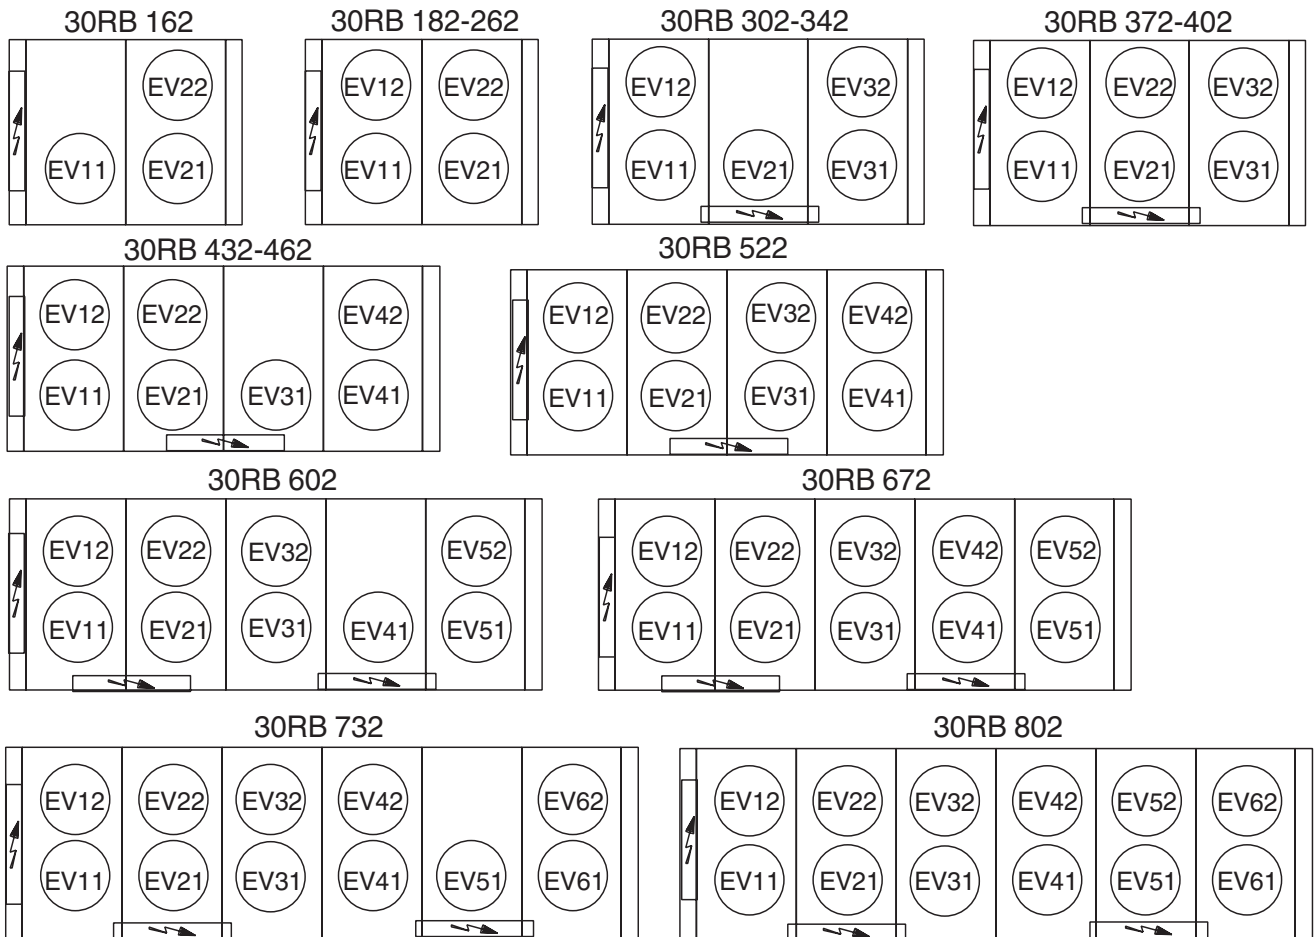 30RB 162 30RB 182-262 30RB 302-342 30RB 372-402
EV22 EV12 EV22 EV12 EV32 EV12 EV22 EV32
EV11 EV21 EV11 EV21 EV11 EV21 EV31 EV11 EV21 EV31
30RB 432-462 30RB 522
EV12 EV22 EV42 EV12 EV22 EV32 EV42
EV11 EV21 EV31 EV41 EV11 EV21 EV31 EV41
30RB 602 30RB 672
EV12 EV22 EV32 EV52 EV12 EV22 EV32 EV42 EV52
EV11 EV21 EV31 EV41 EV51 EV11 EV21 EV31 EV41 EV51
30RB 732 30RB 802
EV12 EV22 EV32 EV42 EV62 EV12 EV22 EV32 EV42 EV52 EV62
EV11 EV21 EV31 EV41 EV51 EV61 EV11 EV21 EV31 EV41 EV51 EV61